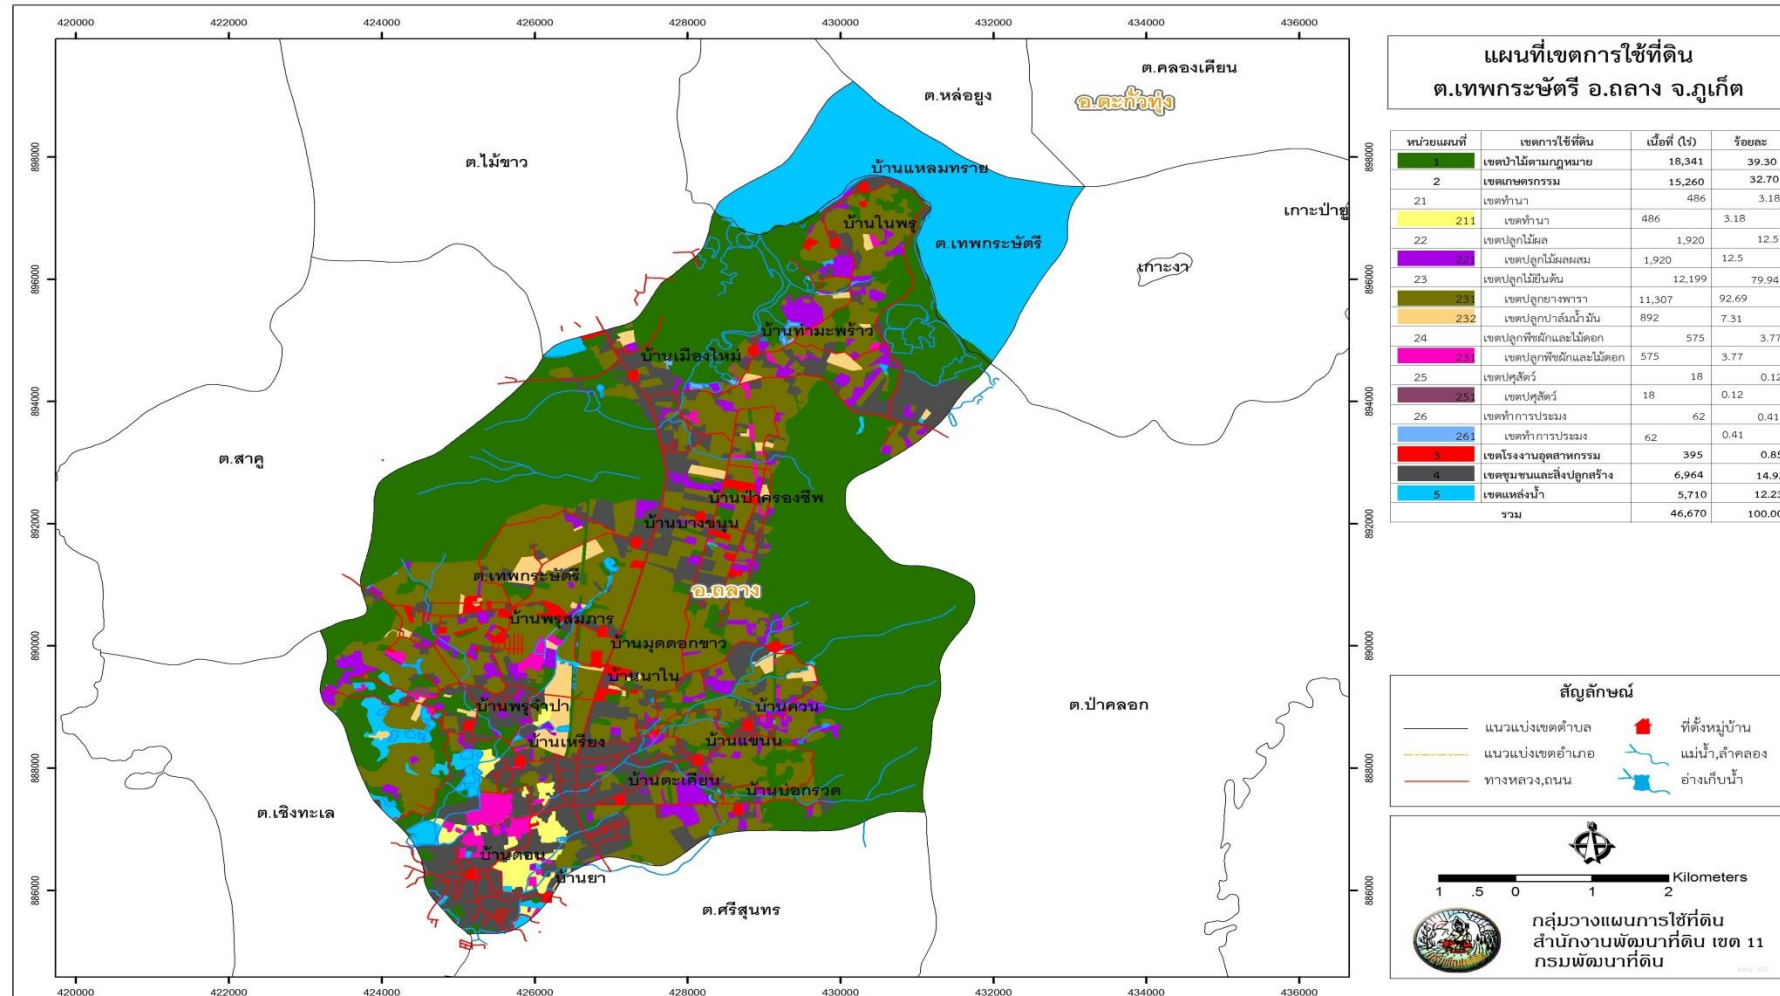 420000 422000 424000 426000 428000 430000 432000 434000 436000
แผนที่เขตการใช้ที่ดิน
ต.เทพกระษัตรี อ.ถลาง จ.ภูเก็ต
ต.คลองเคียน
ต.หล่อยูง
อ.ตะกั่วทุ่ง
898000
898000
ต.ไม้ขาว
บ้านแหลมทราย
เกาะป่ายู
บ้านในพรุ
ต.เทพกระษัตรี
896000
เกาะงา
896000
บ้านท่ามะพร้าว
บ้านเมืองใหม่
894000
894000
ต.สาคู
บ้านป่าครองชีพ
บ้านบางขนุน
892000
892000
ต.เทพกระษัตรี
อ.ถลาง
บ้านพรุสมภาร
บ้านมุดดอกขาว
890000
890000
บ้านนาใน
บ้านพรุจำปา
บ้านควน
ต.ป่าคลอก
บ้านเหรียง
บ้านแขนน
888000
888000
บ้านตะเคียน
บ้านบ่อกรวด
ต.เชิงทะเล
บ้านดอน
บ้านยา
886000
886000
ต.ศรีสุนทร
420000 422000 424000 426000 428000 430000 432000 434000 436000
หน่วยแผนที่ เขตการใช้ที่ดิน เนื้อที่ (ไร่) ร้อยละ
1 เขตป่าไม้ตามกฎหมาย 18,341 39.30
2 เขตเกษตรกรรม 15,260 32.70
21 เขตทำนา 486 3.18
211 เขตทำนา 486 3.18
22 เขตปลูกไม้ผล 1,920 12.5
221 เขตปลูกไม้ผลผสม 1,920 12.5
23 เขตปลูกไม้ยืนต้น 12,199 79.94
231 เขตปลูกยางพารา 11,307 92.69
232 เขตปลูกปาล์มน้ำมัน 892 7.31
24 เขตปลูกพืชผักและไม้ดอก 575 3.77
231 เขตปลูกพืชผักและไม้ดอก 575 3.77
25 เขตปศุสัตว์ 18 0.12
251 เขตปศุสัตว์ 18 0.12
26 เขตทำการประมง 62 0.41
261 เขตทำการประมง 62 0.41
3 เขตโรงงานอุตสาหกรรม 395 0.85
4 เขตชุมชนและสิ่งปลูกสร้าง 6,964 14.92
5 เขตแหล่งน้ำ 5,710 12.23
รวม 46,670 100.00
สัญลักษณ์
แนวแบ่งเขตตำบล ที่ตั้งหมู่บ้าน
แนวแบ่งเขตอำเภอ แม่น้ำ,ลำคลอง
ทางหลวง,ถนน อ่างเก็บน้ำ
1 .5 0 1 2 Kilometers
กลุ่มวางแผนการใช้ที่ดิน
สำนักงานพัฒนาที่ดิน เขต 11
กรมพัฒนาที่ดิน